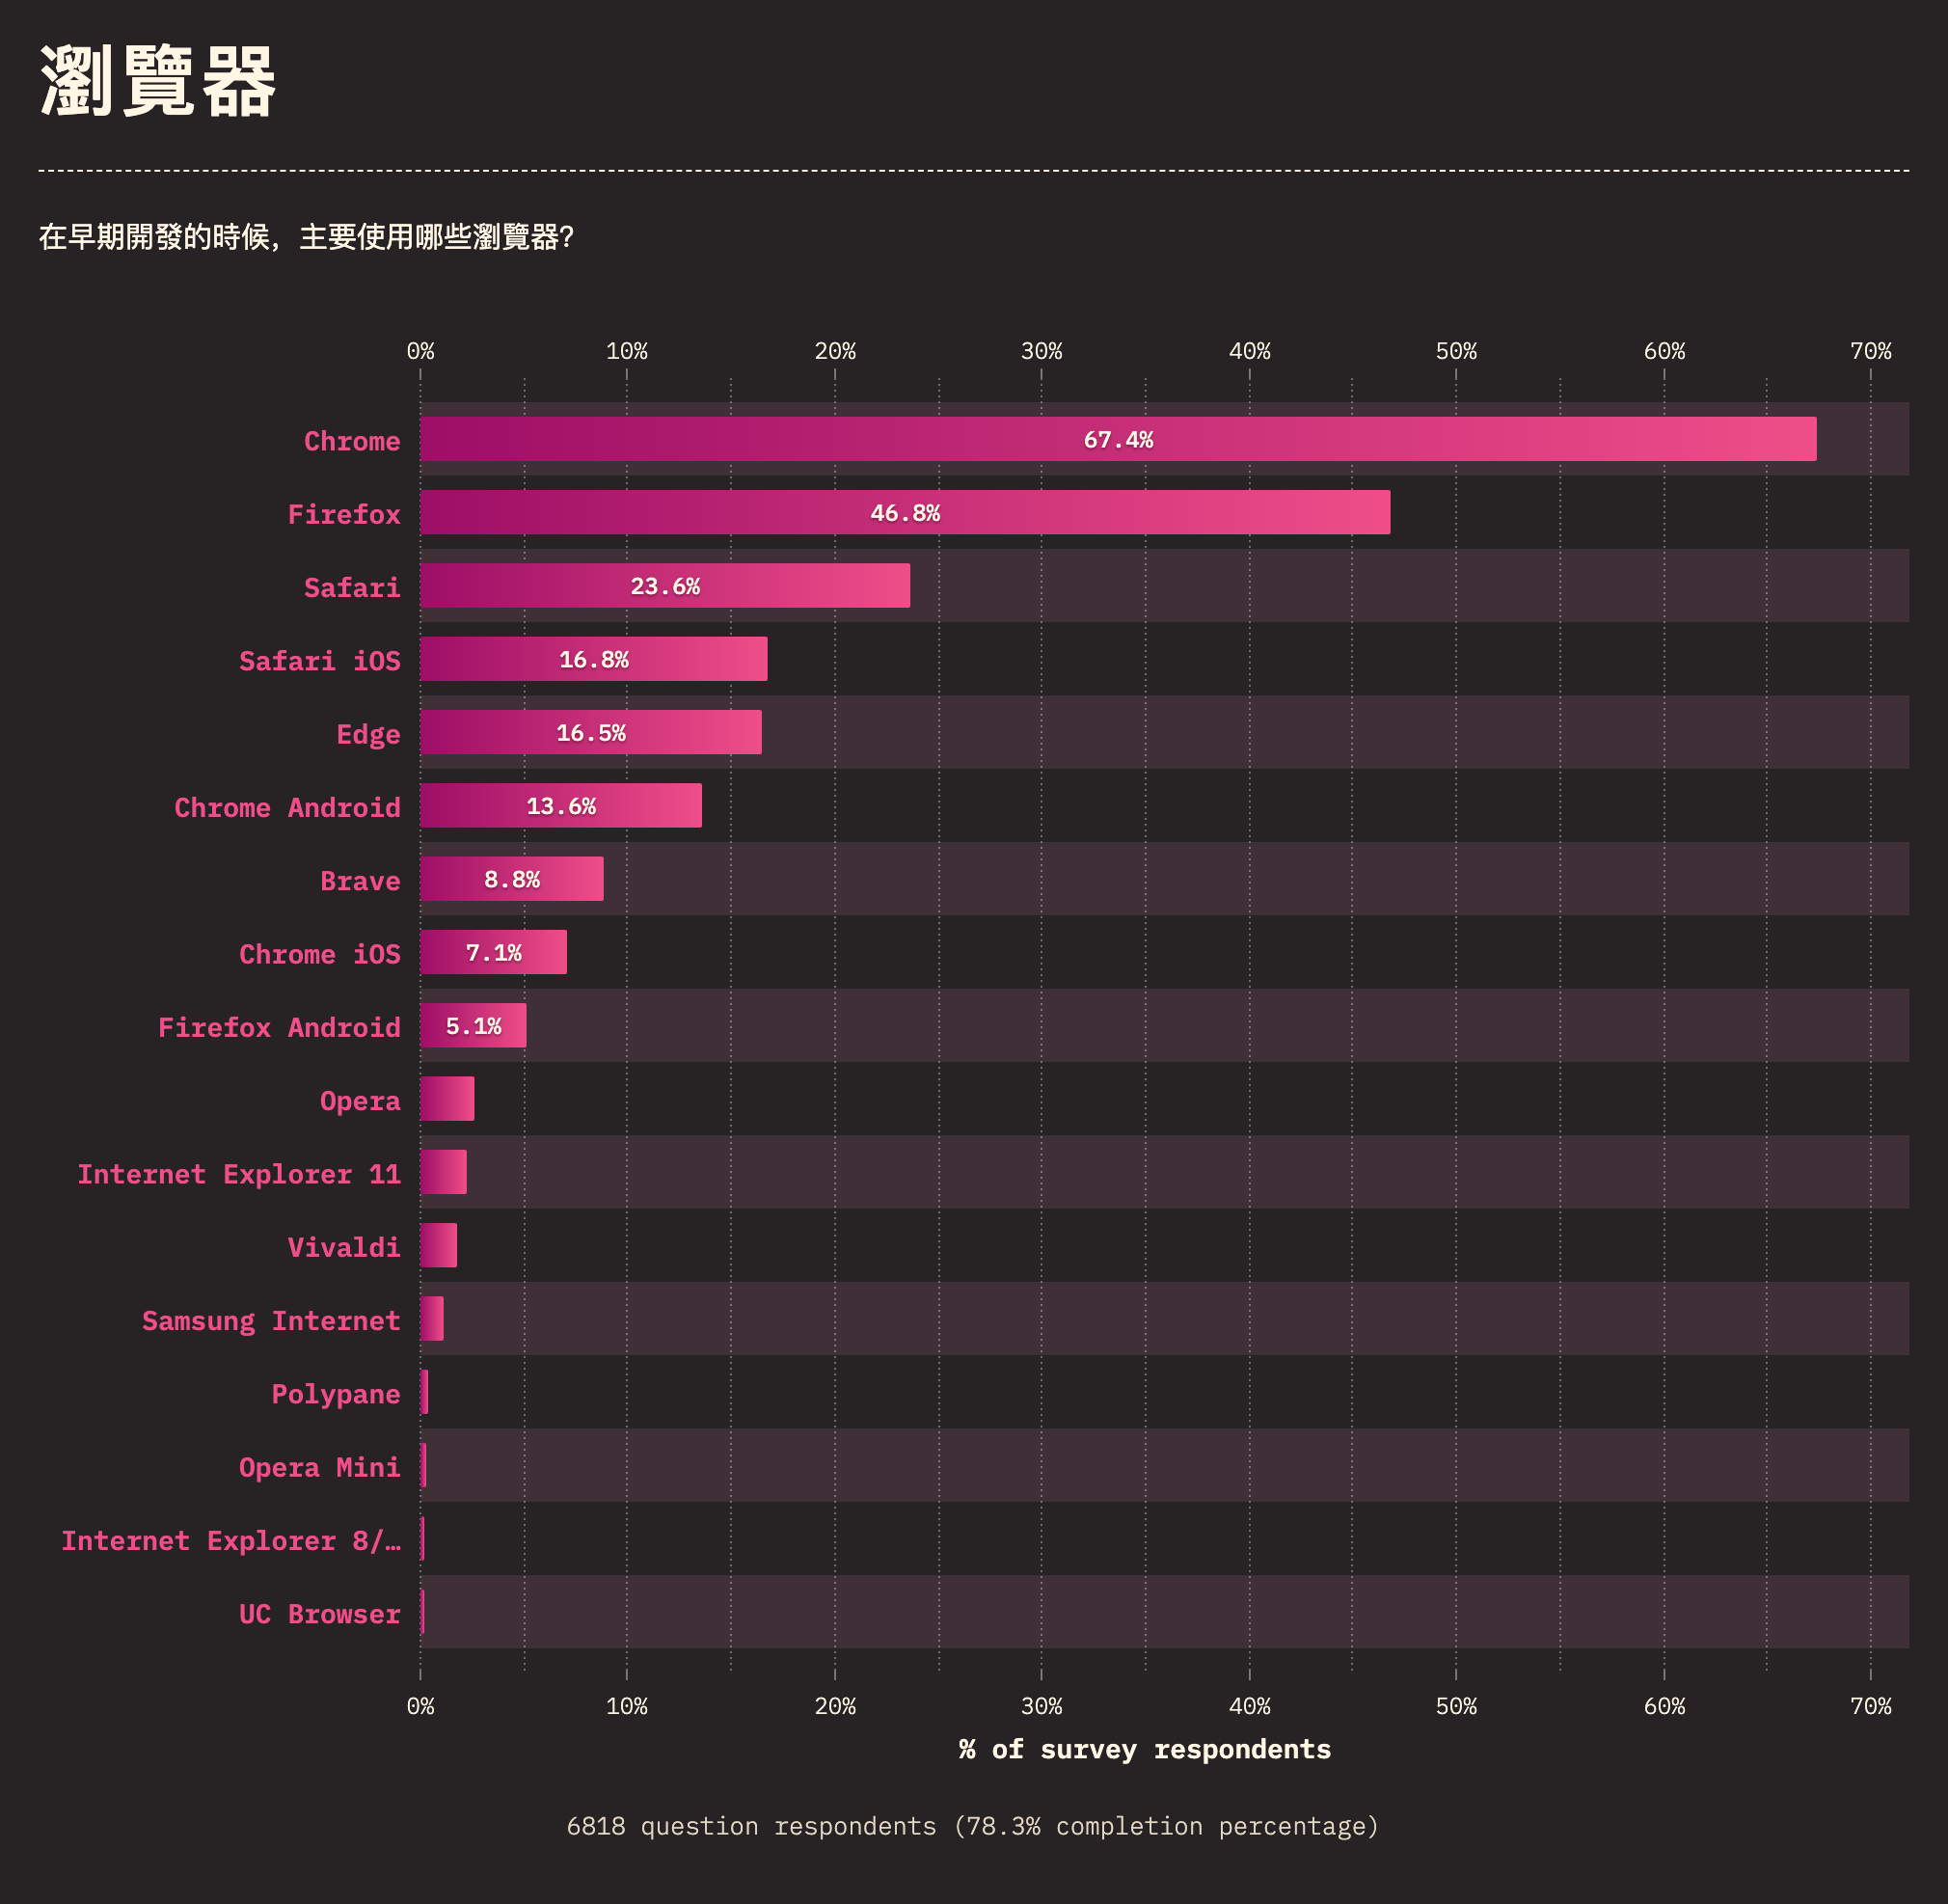 瀏覽器
在早期開發的時候，主要使用哪些瀏覽器?
0% 10% 20% 30% 40% 50% 60% 70%
Chrome 67.4%
Firefox 46.8%
Safari 23.6%
Safari iOS 16.8%
Edge 16.5%
Chrome Android 13.6%
Brave 8.8%
Chrome iOS 7.1%
Firefox Android 5.1%
Opera
Internet Explorer 11
Vivaldi
Samsung Internet
Polypane
Opera Mini
Internet Explorer 8/…
UC Browser
0% 10% 20% 30% 40% 50% 60% 70%
% of survey respondents
6818 question respondents (78.3% completion percentage)